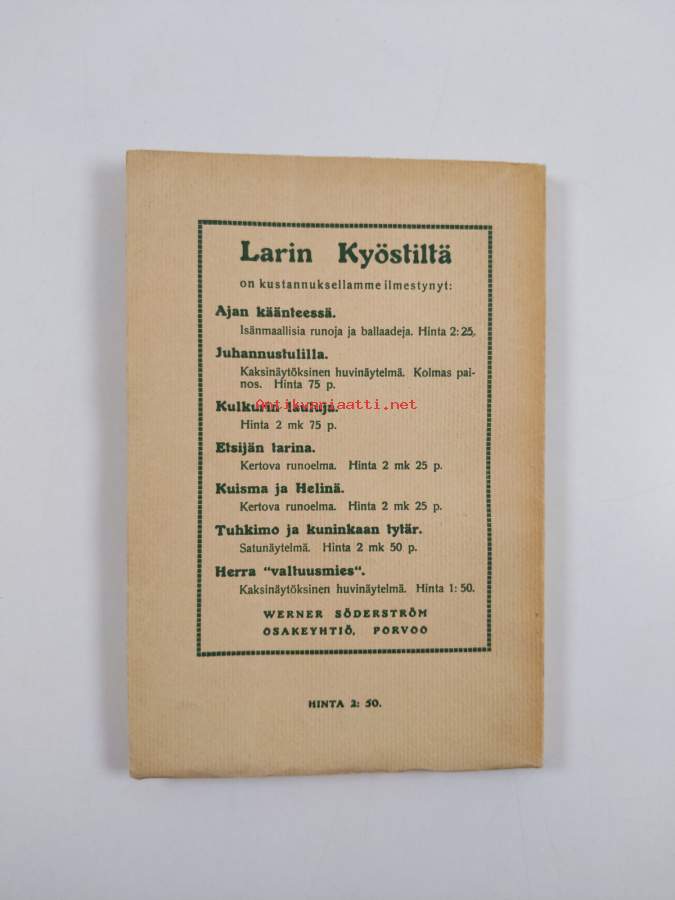 Larin Kyöstiltä
on kustannuksellamme ilmestynyt:
Ajan käänteessä.
Isänmaallisia runoja ja ballaadeja. Hinta 2: 25.
Juhannustulilla.
Kaksinäytöksinen huvinäytelmä. Kolmas pai-
nos. Hinta 75 p.
Kulkurin lauluja.
Antikvariaatti.net
Hinta 2 mk 75 p.
Etsijän tarina.
Kertova runoelma. Hinta 2 mk 25 p.
Kuisma ja Helinä.
Kertova runoelma. Hinta 2 mk 25 p.
Tuhkimo ja kuninkaan tytär.
Satunäytelmä. Hinta 2 mk 50 p.
Herra "valtuusmies".
Kaksinäytöksinen huvinäytelmä. Hinta 1: 50.
WERNER SÖDERSTRÖM
OSAKEYHTIÖ, PORVOO
HINTA 2: 50.